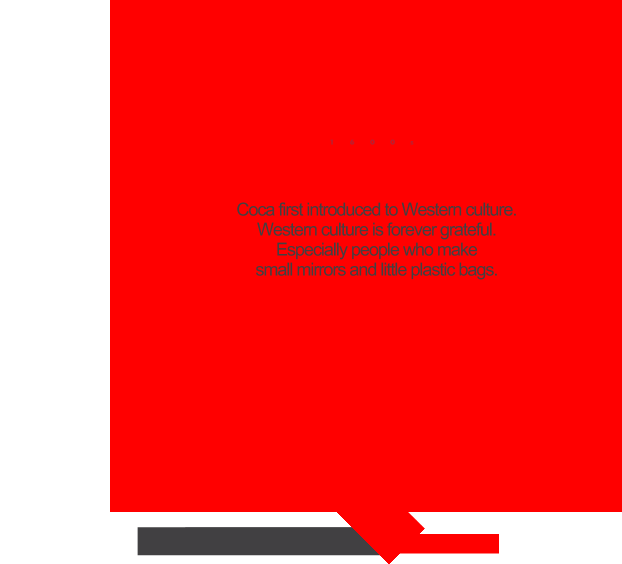 Coca first introduced to Western culture.
Western culture is forever grateful.
Especially people who make
small mirrors and little plastic bags.